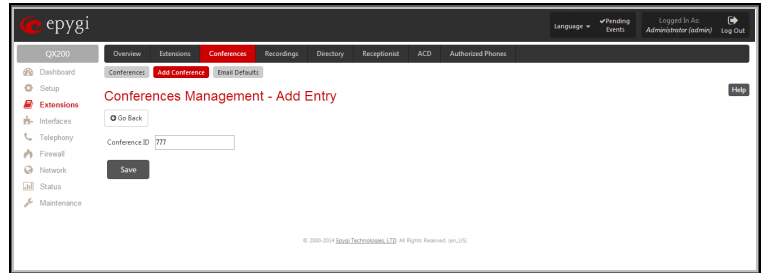 epygi
Language
Pending Events
Logged In As: Administrator (admin)
Log Out
QX200
Overview Extensions Conferences Recordings Directory Receptionist ACD Authorized Phones
Dashboard
Setup
Extensions
Interfaces
Telephony
Firewall
Network
Status
Maintenance
Conferences Add Conference Email Defaults
Help
Conferences Management - Add Entry
Go Back
Conference ID 777
Save
© 2000-2014 Epygi Technologies, LTD. All Rights Reserved. (en_US)